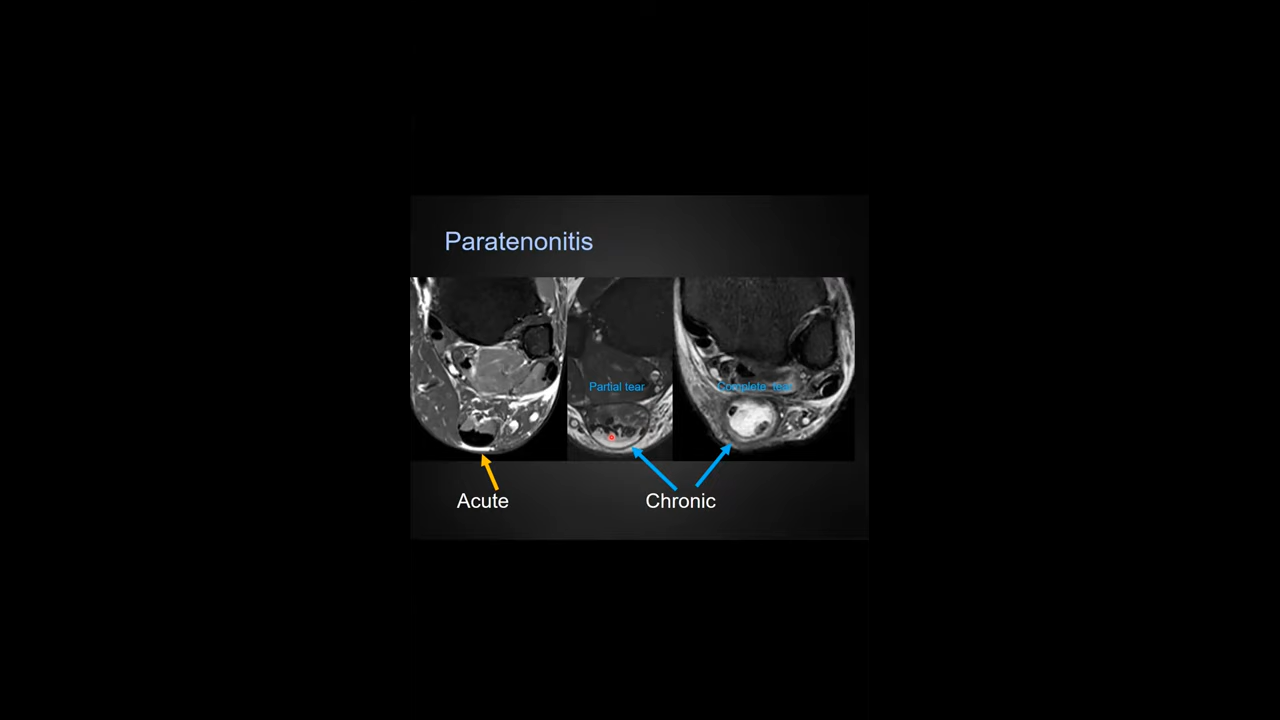 Paratenonitis
Partial tear
Complete tear
Acute
Chronic